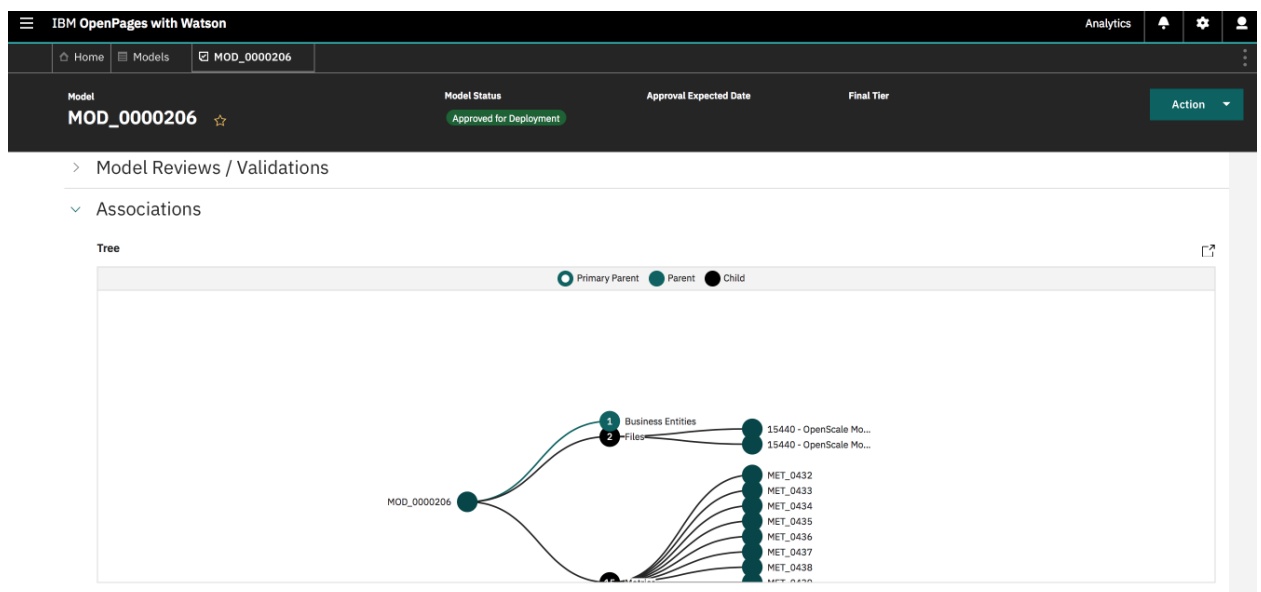 IBM OpenPages with Watson
Analytics
Home
Models
MOD_0000206
Model
MOD_0000206
Model Status
Approved for Deployment
Approval Expected Date
Final Tier
Action
Model Reviews / Validations
Associations
Tree
Primary Parent
Parent
Child
1 Business Entities
2 Files
15440 - OpenScale Mo...
15440 - OpenScale Mo...
MOD_0000206
MET_0432
MET_0433
MET_0434
MET_0435
MET_0436
MET_0437
MET_0438